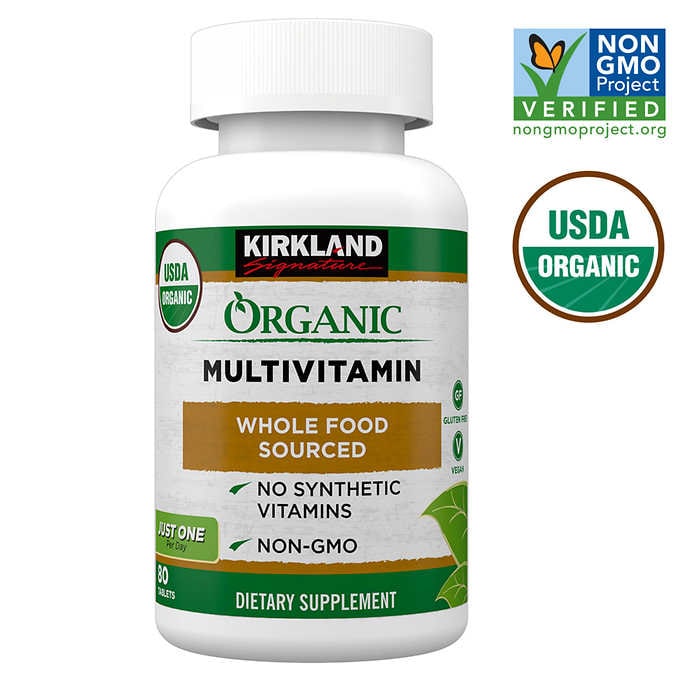 NON
GMO
Project
VERIFIED
nongmoproject.org
USDA
ORGANIC
KIRKLAND
Signature
USDA
ORGANIC
ORGANIC
MULTIVITAMIN
WHOLE FOOD
SOURCED
GF
GLUTEN FREE
NO SYNTHETIC
VITAMINS
V
VEGAN
NON-GMO
JUST ONE
Per Day
80
TABLETS
DIETARY SUPPLEMENT